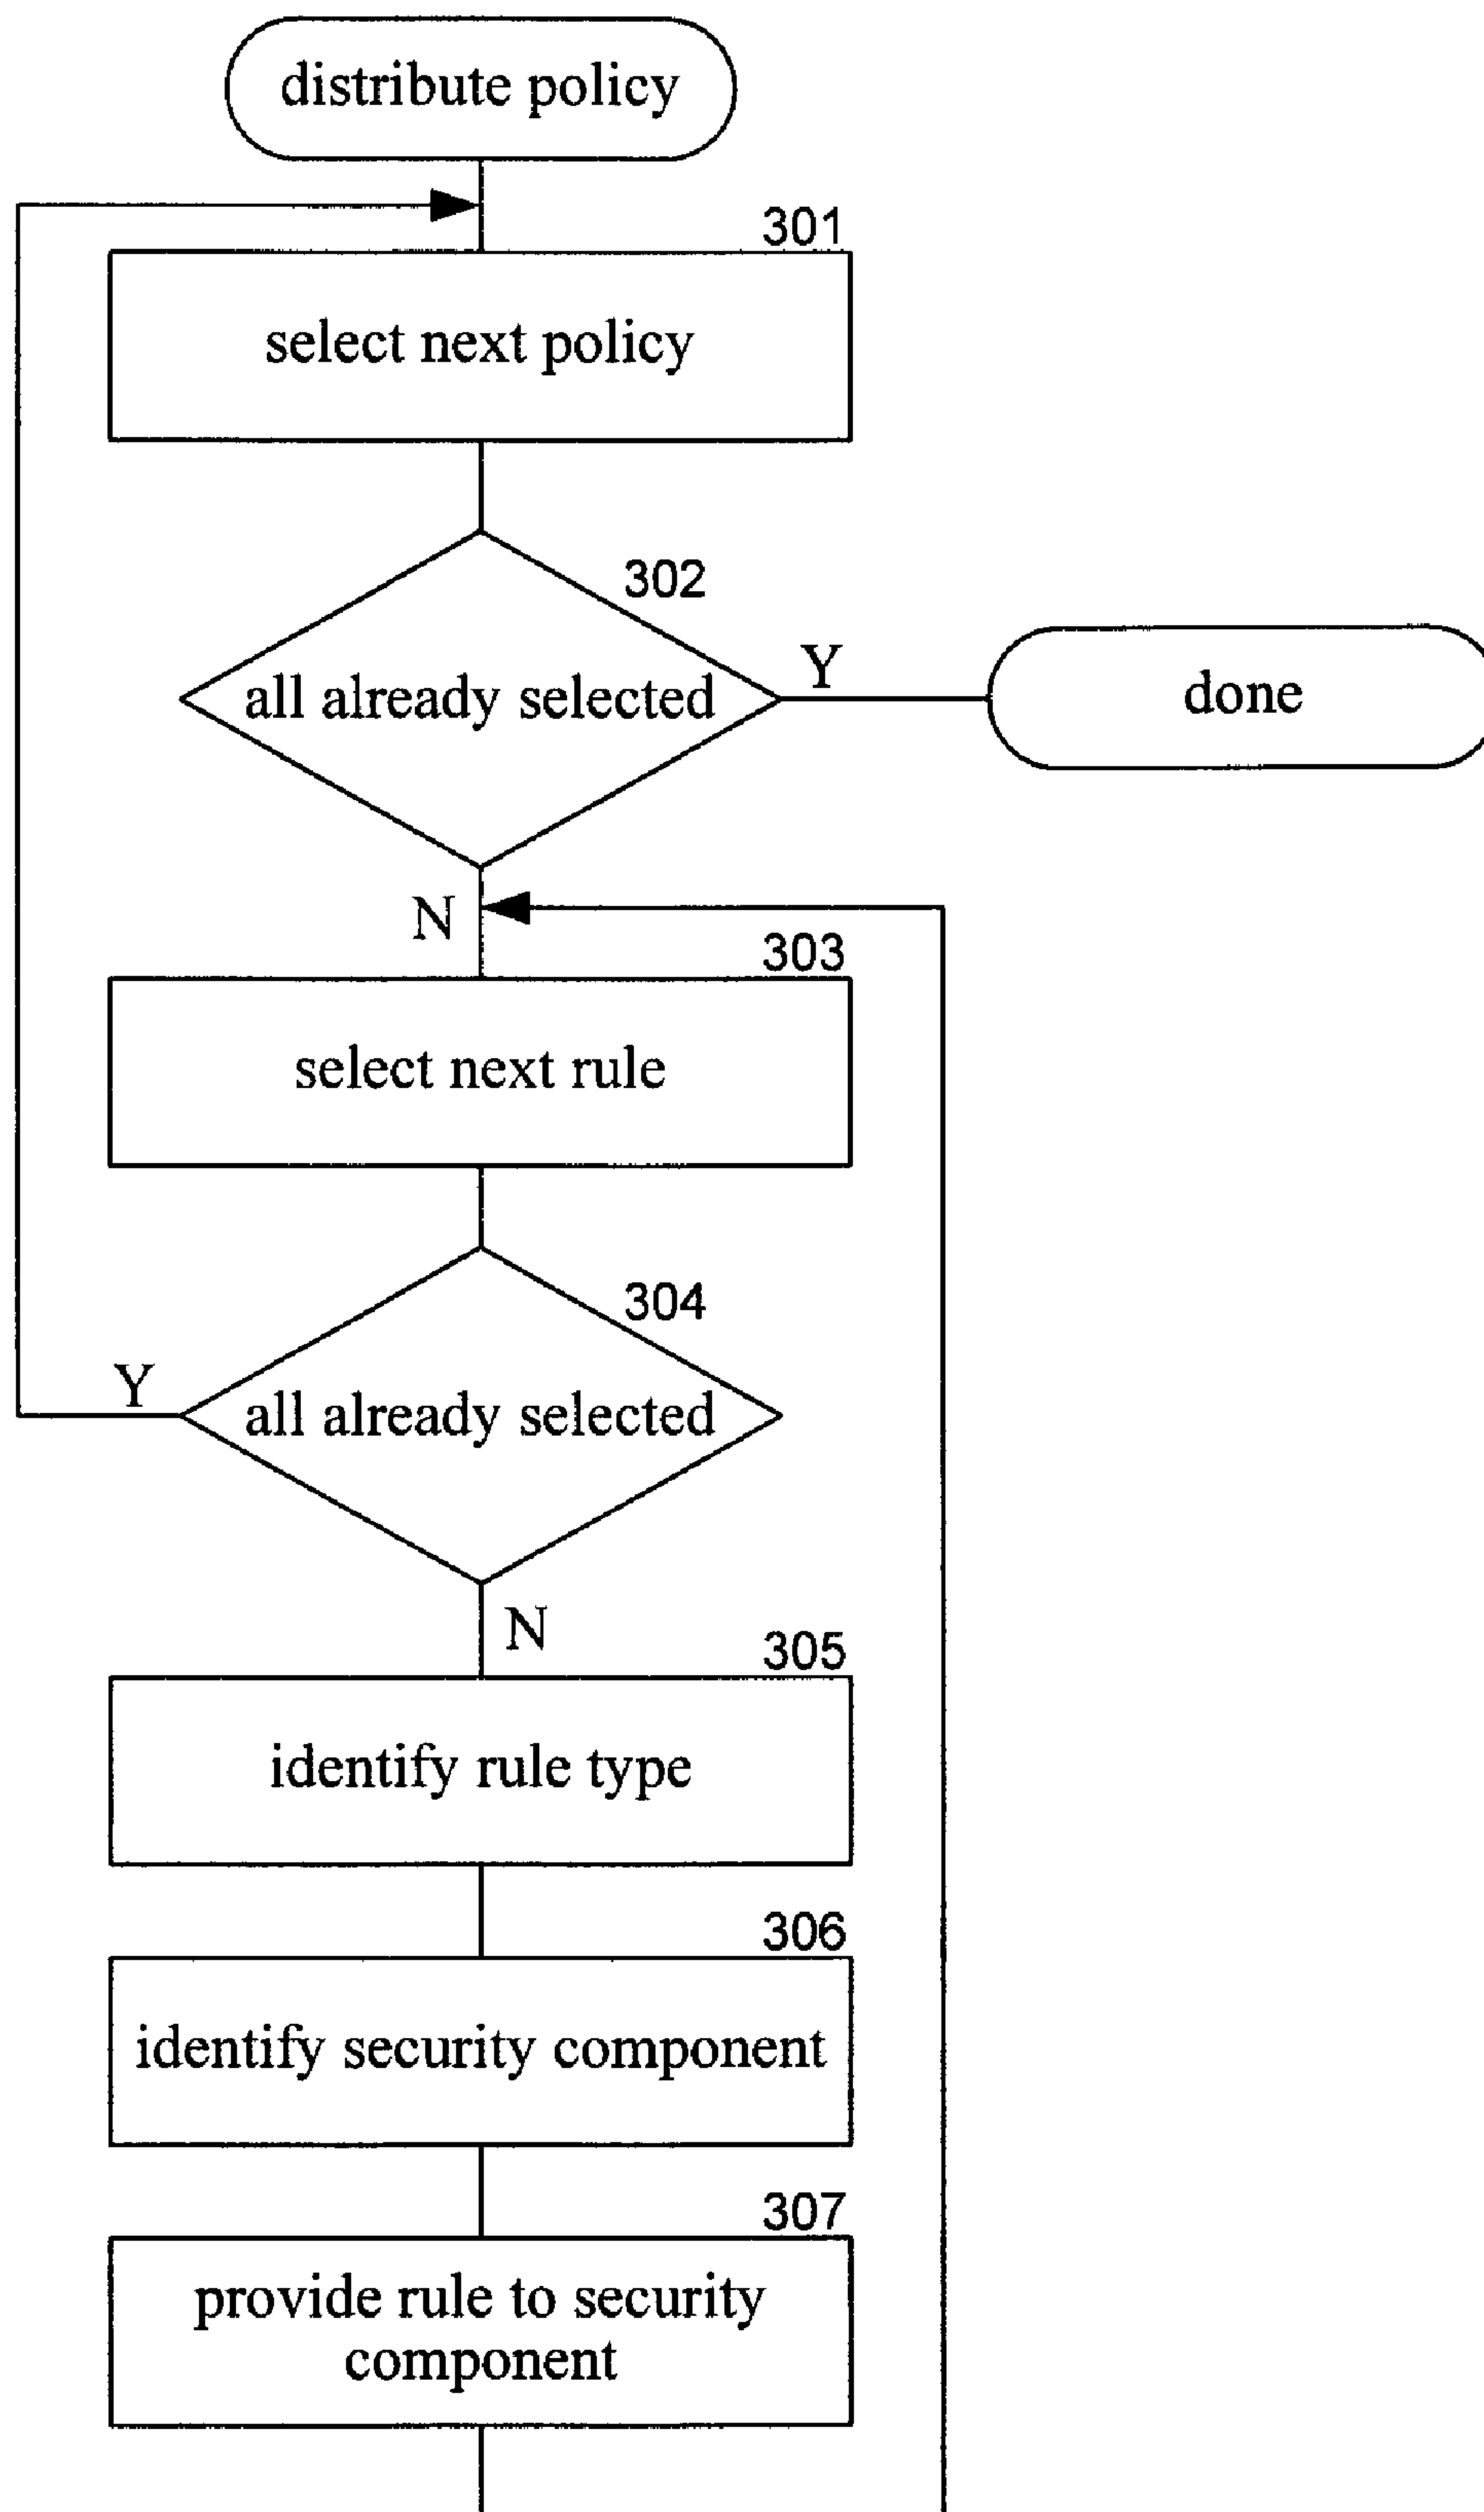 distribute policy
301
select next policy
302
all already selected
Y
done
N
303
select next rule
304
Y
all already selected
N
305
identify rule type
306
identify security component
307
provide rule to security
component